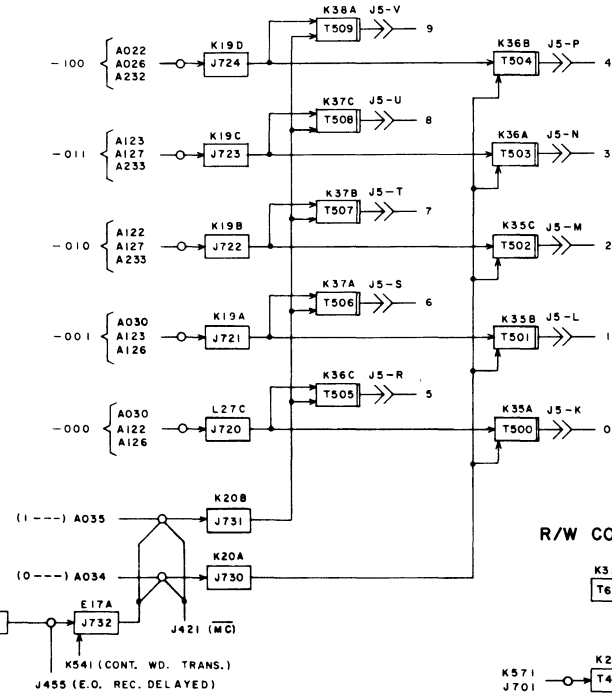 K38A J5-V
T509 9
-100 A022 A026 A232
K19D
J724
K36B J5-P
T504 4
K37C J5-U
T508 8
-011 A123 A127 A233
K19C
J723
K36A J5-N
T503 3
K37B J5-T
T507 7
-010 A122 A127 A233
K19B
J722
K35C J5-M
T502 2
K37A J5-S
T506 6
-001 A030 A123 A126
K19A
J721
K35B J5-L
T501 1
K36C J5-R
T505 5
-000 A030 A122 A126
L27C
J720
K35A J5-K
T500 0
K20B
(1---) A035 J731
R/W CO
K20A
(0---) A034 J730
K3
T6
E17A
J732
J421 (MC)
K541 (CONT. WD. TRANS.)
J455 (E.O. REC. DELAYED)
K571
J701
K2
T4